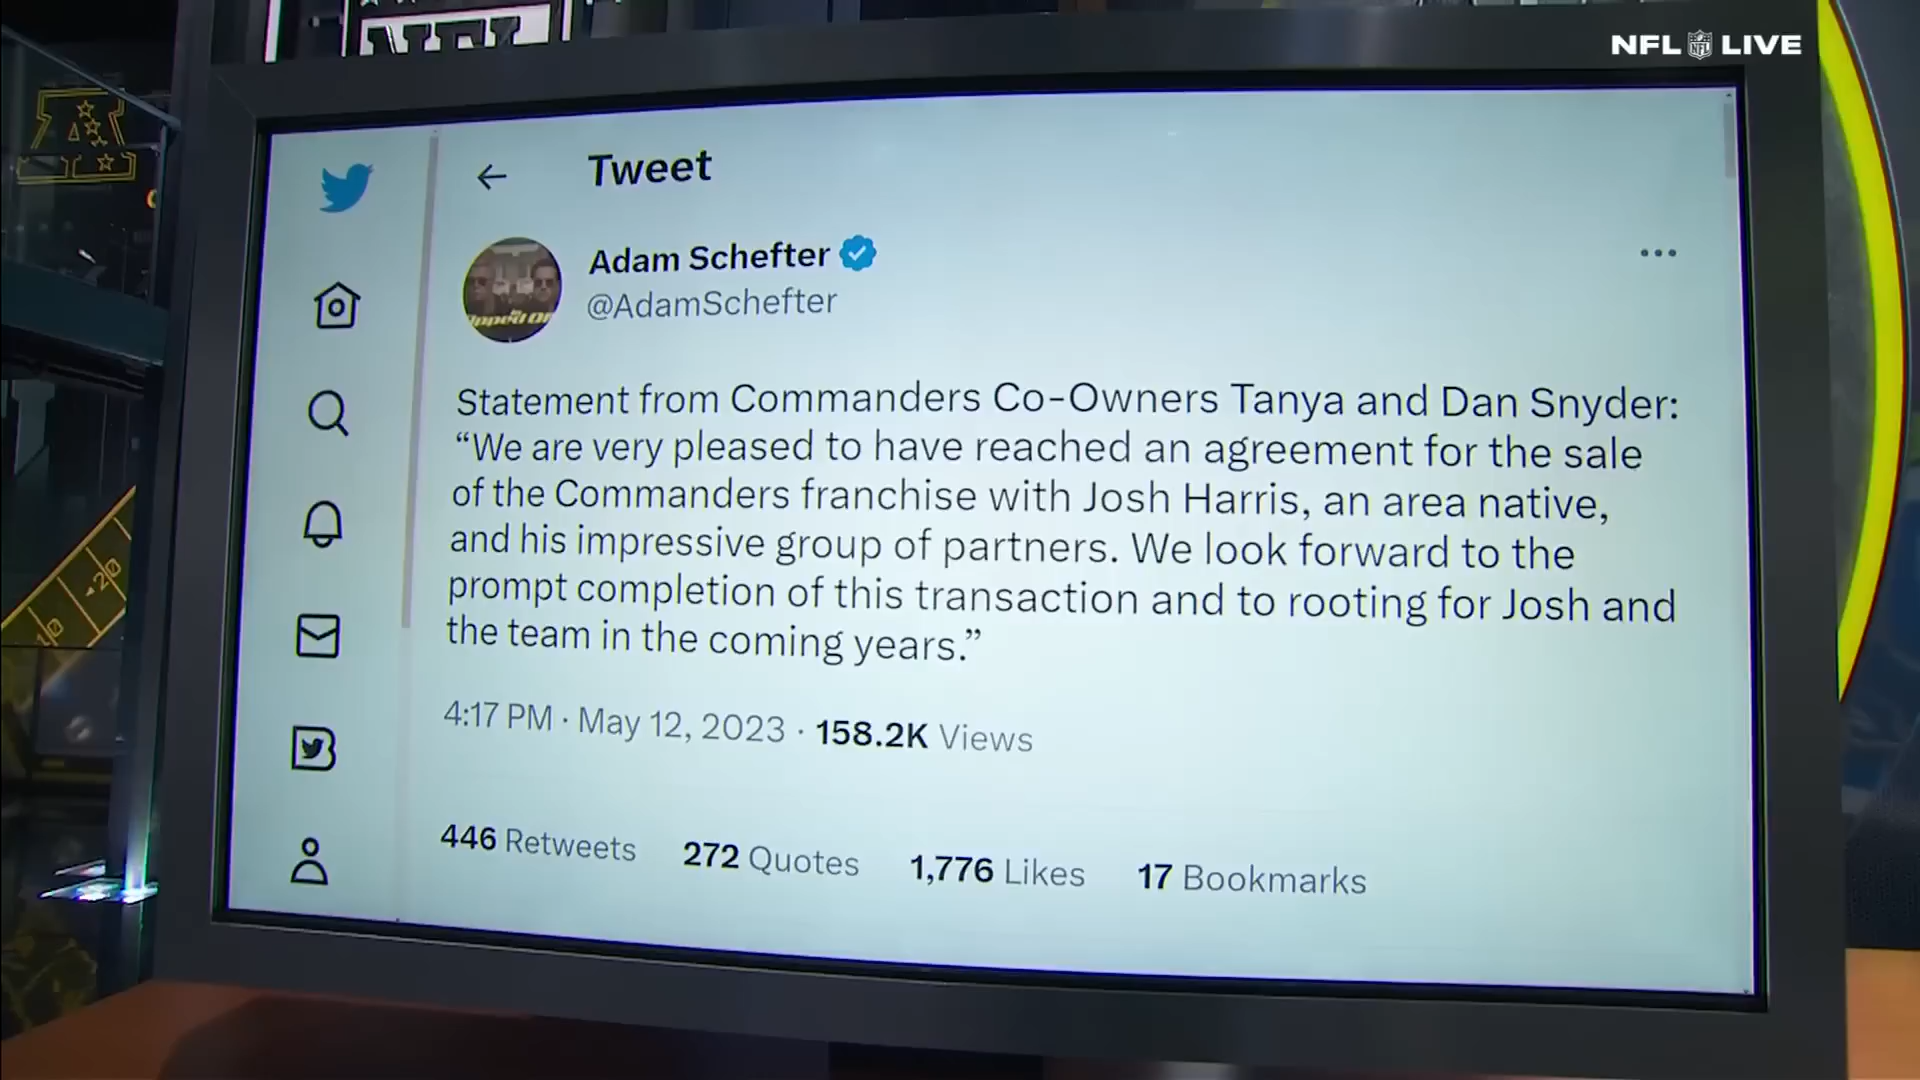 NFL
NFL LIVE
Tweet
Adam Schefter
@AdamSchefter
Statement from Commanders Co-Owners Tanya and Dan Snyder:
“We are very pleased to have reached an agreement for the sale
of the Commanders franchise with Josh Harris, an area native,
and his impressive group of partners. We look forward to the
prompt completion of this transaction and to rooting for Josh and
the team in the coming years.”
4:17 PM · May 12, 2023 · 158.2K Views
446 Retweets 272 Quotes 1,776 Likes 17 Bookmarks
20
10